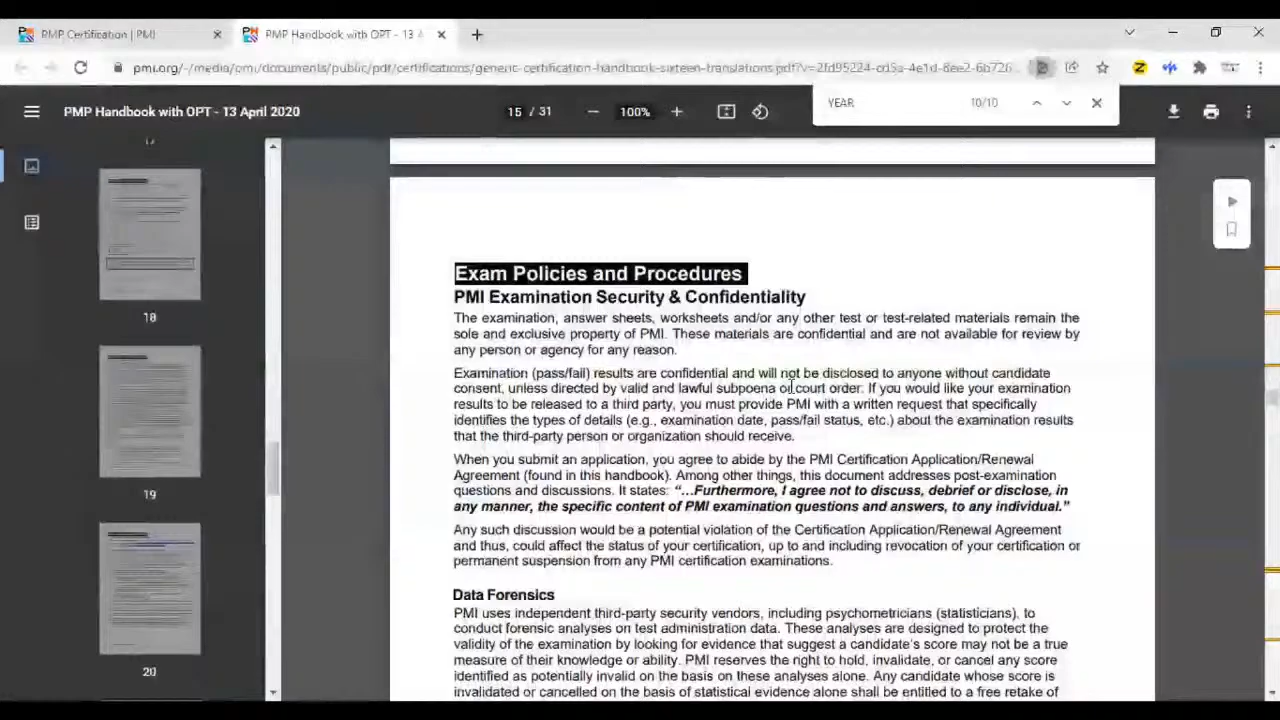 PMP Certification | PMI
PMP Handbook with OPT - 13 A
PMP Handbook with OPT - 13 April 2020
15 / 31
100%
YEAR
10/10
17
18
19
20
Exam Policies and Procedures
PMI Examination Security & Confidentiality
The examination, answer sheets, worksheets and/or any other test or test-related materials remain the
sole and exclusive property of PMI. These materials are confidential and are not available for review by
any person or agency for any reason.
Examination (pass/fail) results are confidential and will not be disclosed to anyone without candidate
consent, unless directed by valid and lawful subpoena or court order. If you would like your examination
results to be released to a third party, you must provide PMI with a written request that specifically
identifies the types of details (e.g., examination date, pass/fail status, etc.) about the examination results
that the third-party person or organization should receive.
When you submit an application, you agree to abide by the PMI Certification Application/Renewal
Agreement (found in this handbook). Among other things, this document addresses post-examination
questions and discussions. It states: “…Furthermore, I agree not to discuss, debrief or disclose, in
any manner, the specific content of PMI examination questions and answers, to any individual.”
Any such discussion would be a potential violation of the Certification Application/Renewal Agreement
and thus, could affect the status of your certification, up to and including revocation of your certification or
permanent suspension from any PMI certification examinations.
Data Forensics
PMI uses independent third-party security vendors, including psychometricians (statisticians), to
conduct forensic analyses on test administration data. These analyses are designed to protect the
validity of the examination by looking for evidence that suggest a candidate’s score may not be a true
measure of their knowledge or ability. PMI reserves the right to hold, invalidate, or cancel any score
identified as potentially invalid on the basis on these analyses alone. Any candidate whose score is
invalidated or cancelled on the basis of statistical evidence alone shall be entitled to a free retake of